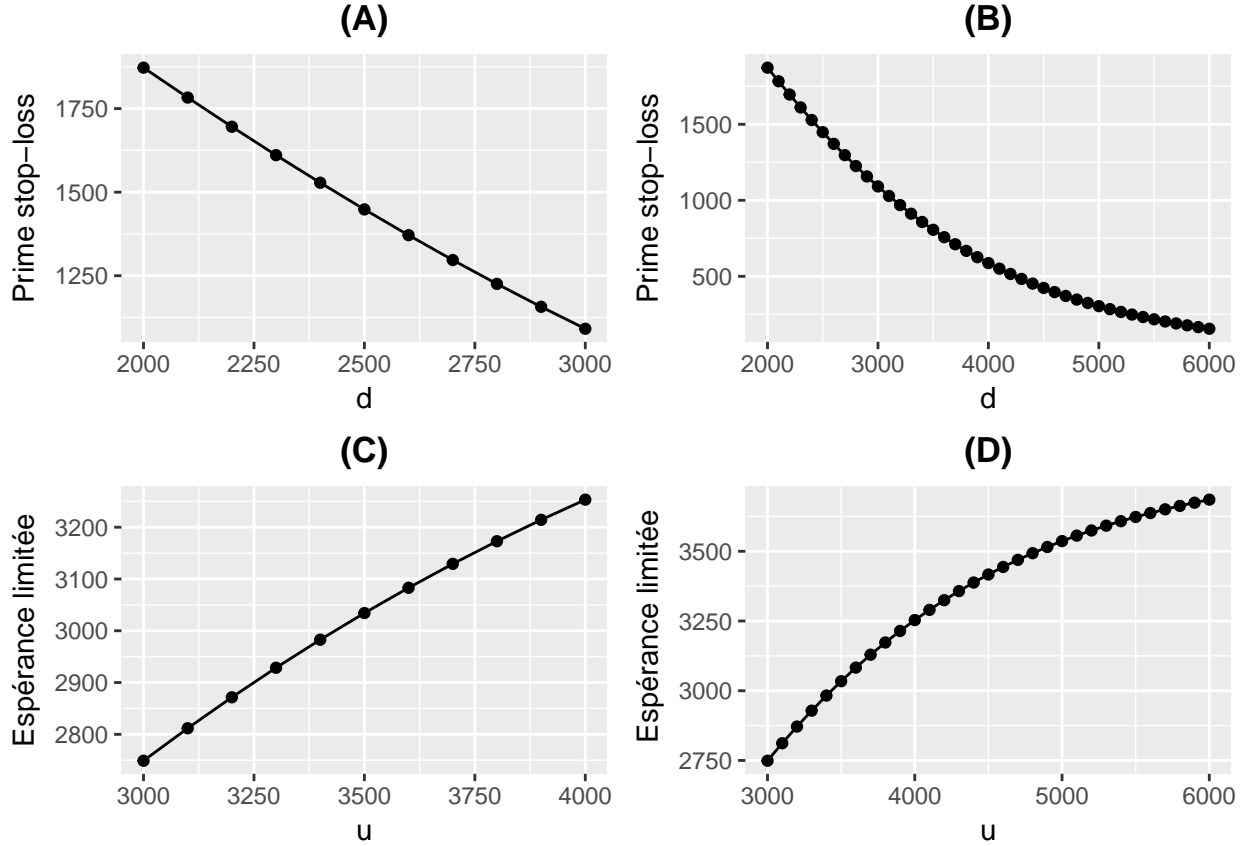 (A)
Prime stop−loss
1750
1500
1250
2000 2250 2500 2750 3000
d
(B)
Prime stop−loss
1500
1000
500
2000 3000 4000 5000 6000
d
(C)
Espérance limitée
3200
3100
3000
2900
2800
3000 3250 3500 3750 4000
u
(D)
Espérance limitée
3500
3250
3000
2750
3000 4000 5000 6000
u